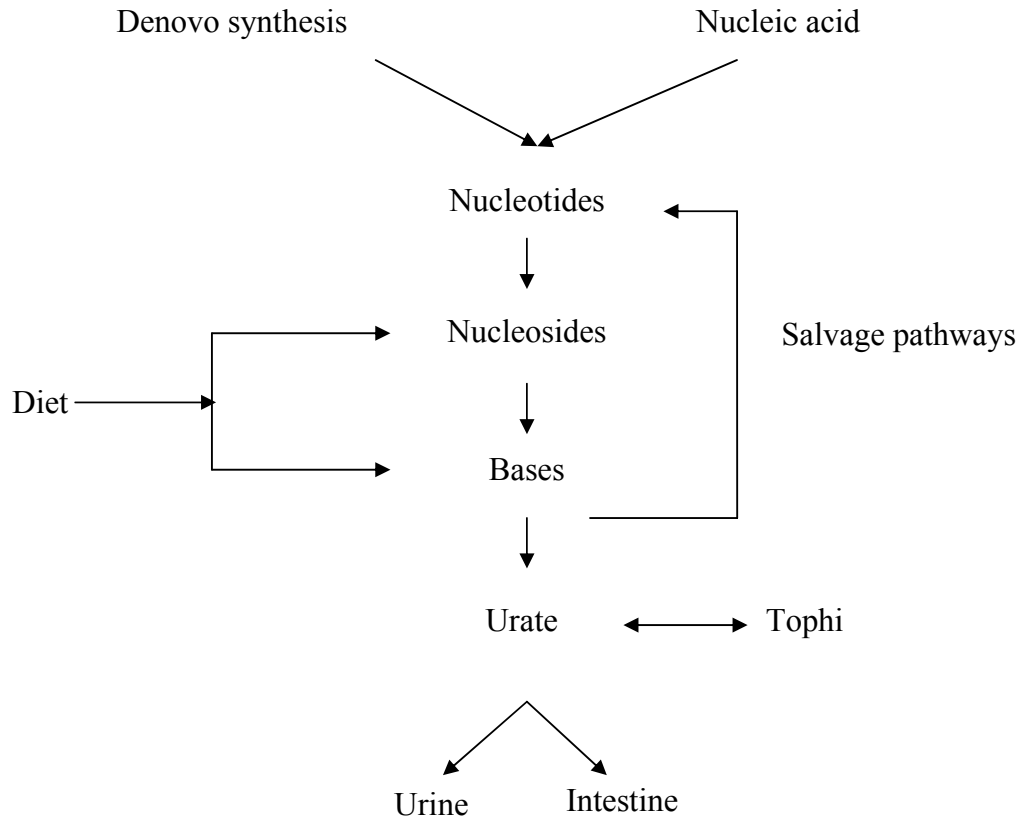 Denovo synthesis
Nucleic acid
Nucleotides
Nucleosides
Salvage pathways
Diet
Bases
Urate
Tophi
Urine
Intestine